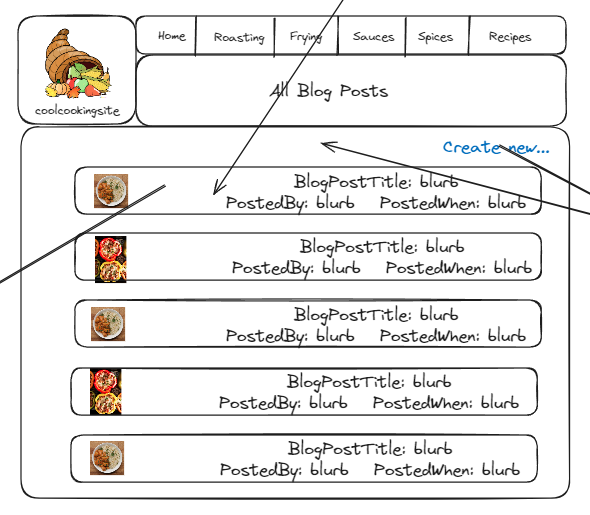 Home Roasting Frying Sauces Spices Recipes
coolcookingsite
All Blog Posts
Create new...
BlogPostTitle: blurb
PostedBy: blurb PostedWhen: blurb
BlogPostTitle: blurb
PostedBy: blurb PostedWhen: blurb
BlogPostTitle: blurb
PostedBy: blurb PostedWhen: blurb
BlogPostTitle: blurb
PostedBy: blurb PostedWhen: blurb
BlogPostTitle: blurb
PostedBy: blurb PostedWhen: blurb